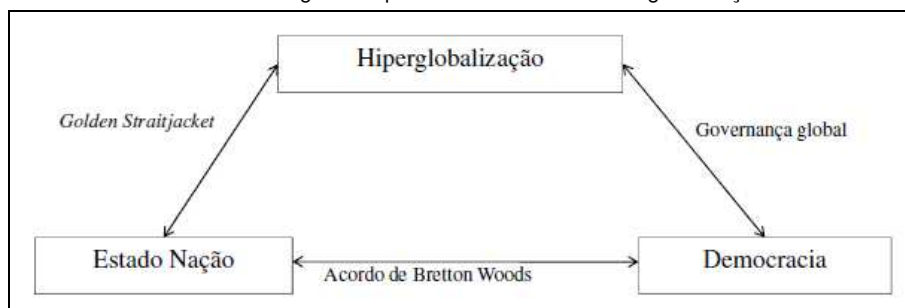 Hiperglobalização
Golden Straitjacket
Governança global
Estado Nação
Democracia
Acordo de Bretton Woods